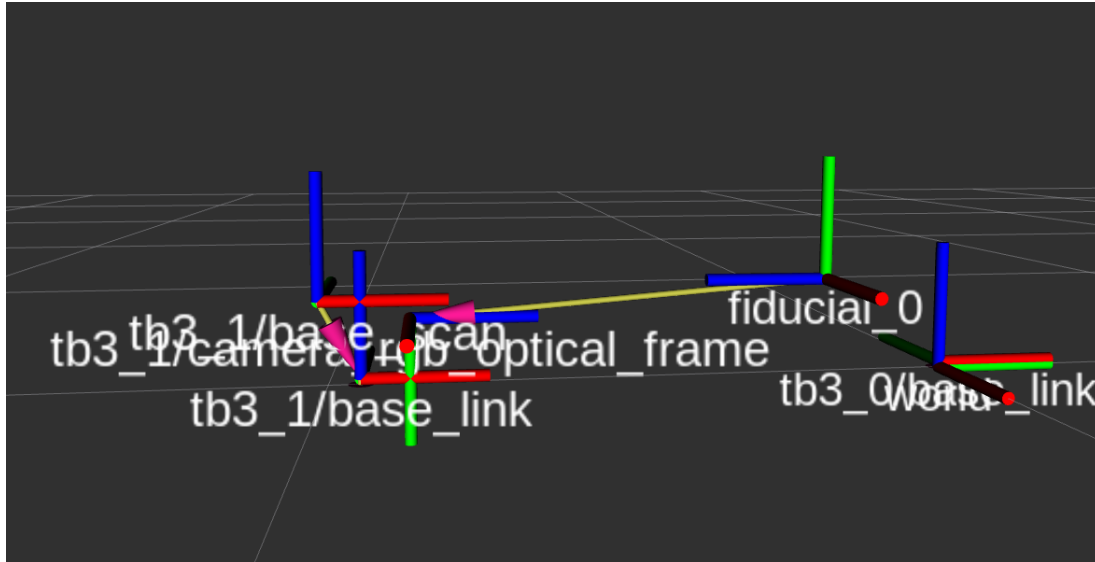 fiducial_0
tb3_1/base_scan
tb3_1/camera_rgb_optical_frame
tb3_0/base_link
world
tb3_1/base_link